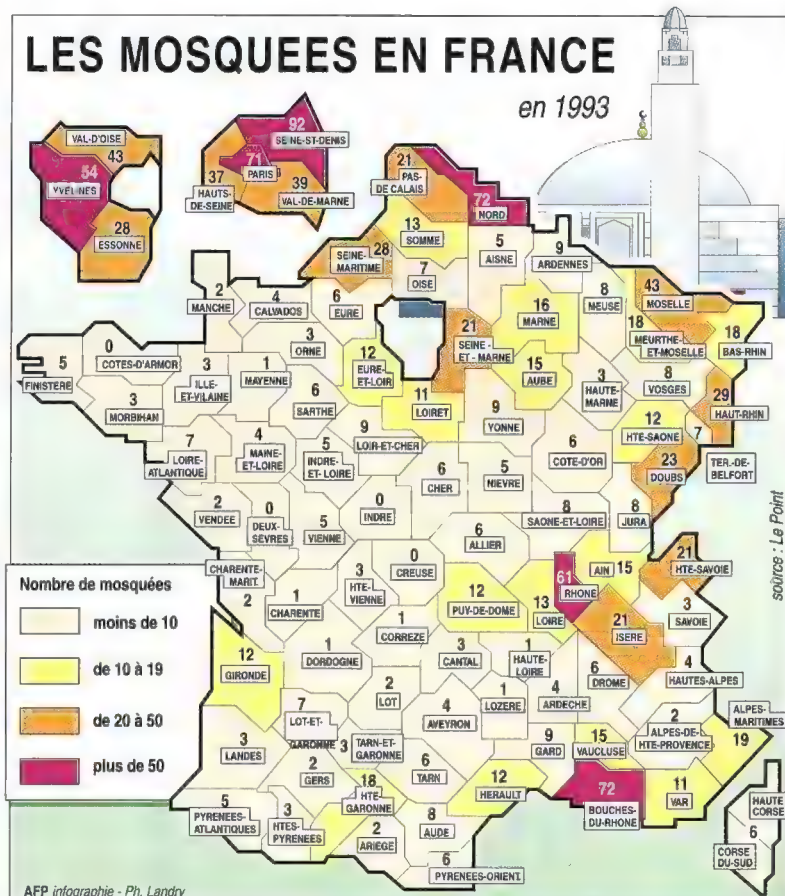 LES MOSQUEES EN FRANCE
en 1993
VAL-D'OISE
43
54
YVELINES
28
ESSONNE
92
SEINE-ST-DENIS
71
PARIS
37
HAUTS-
DE-SEINE
39
VAL-DE-MARNE
21
PAS-
DE CALAIS
72
NORD
13
SOMME
SEINE-
MARITIME
28
7
OISE
5
AISNE
9
ARDENNES
2
MANCHE
4
CALVADOS
6
EURE
8
MEUSE
43
MOSELLE
16
MARNE
18
MEURTHE-
ET-MOSELLE
18
BAS-RHIN
0
COTES-D'ARMOR
5
FINISTERE
3
ILLE-
ET-VILAINE
1
MAYENNE
3
ORNE
12
EURE-
ET-LOIR
21
SEINE-
ET-MARNE
15
AUBE
3
HAUTE-
MARNE
8
VOSGES
29
HAUT-RHIN
3
MORBIHAN
6
SARTHE
11
LOIRET
9
YONNE
12
HTE-SAONE
7
TER.-DE-
BELFORT
7
LOIRE-
ATLANTIQUE
4
MAINE-
ET-LOIRE
5
INDRE-
ET-LOIRE
9
LOIR-ET-CHER
6
CHER
5
NIEVRE
6
COTE-D'OR
23
DOUBS
2
VENDEE
0
DEUX-
SEVRES
5
VIENNE
0
INDRE
6
ALLIER
8
SAONE-ET-LOIRE
8
JURA
CHARENTE-
MARIT.
2
1
CHARENTE
3
HTE-
VIENNE
0
CREUSE
12
PUY-DE-DOME
13
LOIRE
61
RHONE
AIN
15
21
HTE-SAVOIE
3
SAVOIE
21
ISERE
12
GIRONDE
1
DORDOGNE
1
CORREZE
3
CANTAL
1
HAUTE-
LOIRE
4
ARDECHE
6
DROME
4
HAUTES-ALPES
3
LANDES
7
LOT-ET-
GARONNE
2
LOT
4
AVEYRON
1
LOZERE
9
GARD
15
VAUCLUSE
2
ALPES-DE-
HTE-PROVENCE
ALPES-
MARITIMES
19
2
GERS
3
TARN-ET-
GARONNE
6
TARN
12
HERAULT
72
BOUCHES-
DU-RHONE
11
VAR
5
PYRENEES-
ATLANTIQUES
3
HTES-
PYRENEES
18
HTE-
GARONNE
2
ARIEGE
8
AUDE
6
PYRENEES-ORIENT.
HAUTE
CORSE
6
CORSE
DU-SUD
Nombre de mosquées
moins de 10
de 10 à 19
de 20 à 50
plus de 50
source : Le Point
AFP infographie - Ph. Landry